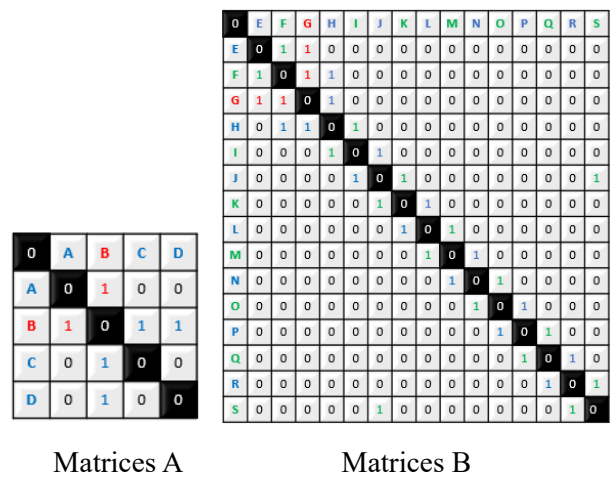 0 A B C D
A 0 1 0 0
B 1 0 1 1
C 0 1 0 0
D 0 1 0 0
Matrices A
0 E F G H I J K L M N O P Q R S
E 0 1 1 0 0 0 0 0 0 0 0 0 0 0 0
F 1 0 1 1 0 0 0 0 0 0 0 0 0 0 0
G 1 1 0 1 0 0 0 0 0 0 0 0 0 0 0
H 0 1 1 0 1 0 0 0 0 0 0 0 0 0 0
I 0 0 0 1 0 1 0 0 0 0 0 0 0 0 0
J 0 0 0 0 1 0 1 0 0 0 0 0 0 0 1
K 0 0 0 0 0 1 0 1 0 0 0 0 0 0 0
L 0 0 0 0 0 0 1 0 1 0 0 0 0 0 0
M 0 0 0 0 0 0 0 1 0 1 0 0 0 0 0
N 0 0 0 0 0 0 0 0 1 0 1 0 0 0 0
O 0 0 0 0 0 0 0 0 0 1 0 1 0 0 0
P 0 0 0 0 0 0 0 0 0 0 1 0 1 0 0
Q 0 0 0 0 0 0 0 0 0 0 0 1 0 1 0
R 0 0 0 0 0 0 0 0 0 0 0 0 1 0 1
S 0 0 0 0 0 1 0 0 0 0 0 0 0 1 0
Matrices B